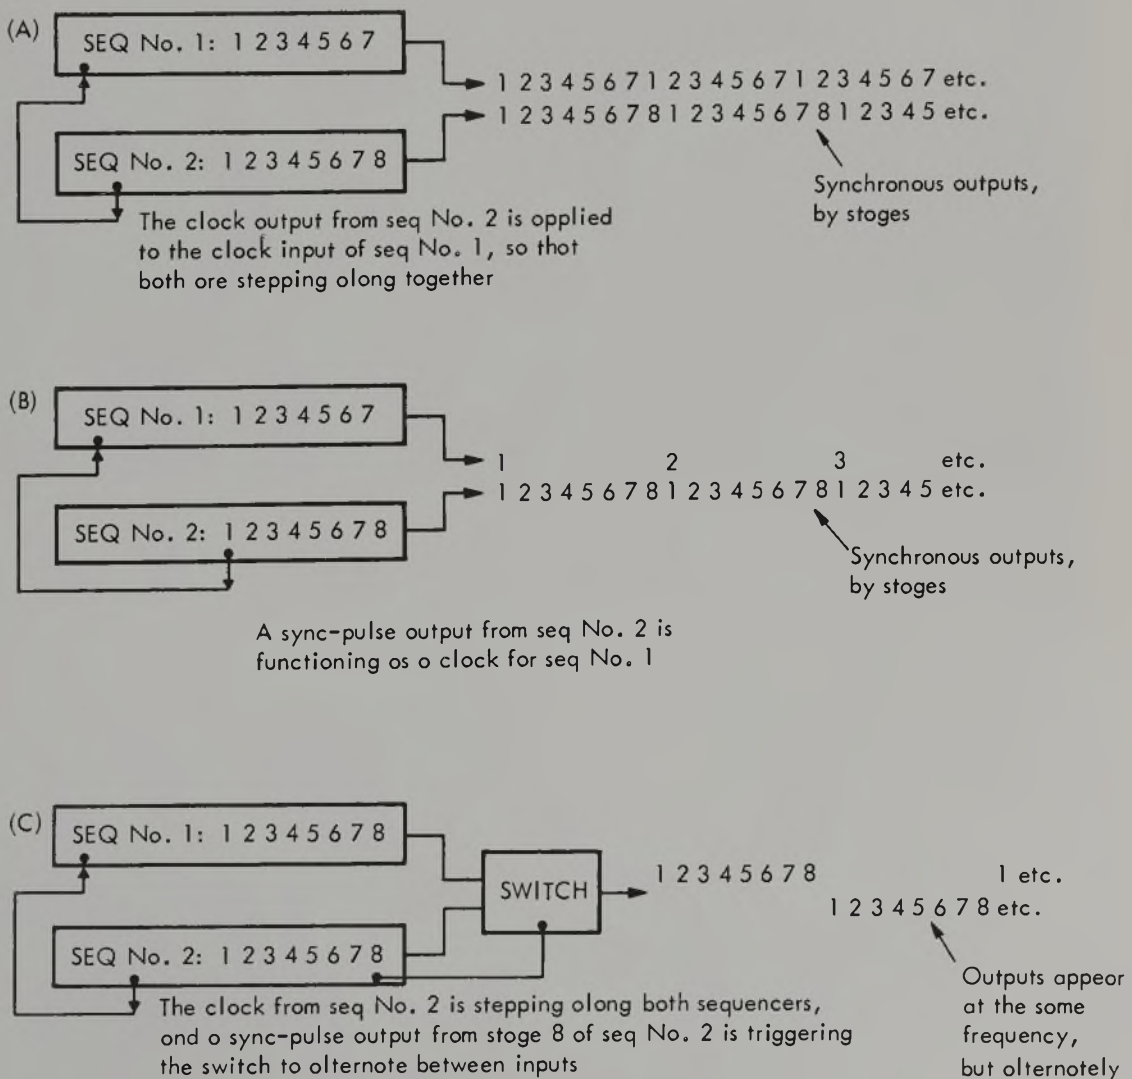 (A)
SEQ No. 1: 1 2 3 4 5 6 7
1 2 3 4 5 6 7 1 2 3 4 5 6 7 1 2 3 4 5 6 7 etc.
1 2 3 4 5 6 7 8 1 2 3 4 5 6 7 8 1 2 3 4 5 etc.
SEQ No. 2: 1 2 3 4 5 6 7 8
Synchronous outputs,
by stoges
The clock output from seq No. 2 is opplied
to the clock input of seq No. 1, so thot
both ore stepping olong together
(B)
SEQ No. 1: 1 2 3 4 5 6 7
1 2 3 etc.
1 2 3 4 5 6 7 8 1 2 3 4 5 6 7 8 1 2 3 4 5 etc.
SEQ No. 2: 1 2 3 4 5 6 7 8
Synchronous outputs,
by stoges
A sync-pulse output from seq No. 2 is
functioning os o clock for seq No. 1
(C)
SEQ No. 1: 1 2 3 4 5 6 7 8
SWITCH
1 2 3 4 5 6 7 8 1 etc.
1 2 3 4 5 6 7 8 etc.
SEQ No. 2: 1 2 3 4 5 6 7 8
The clock from seq No. 2 is stepping olong both sequencers,
ond o sync-pulse output from stoge 8 of seq No. 2 is triggering
the switch to olternote between inputs
Outputs appeor
at the some
frequency,
but olternotely